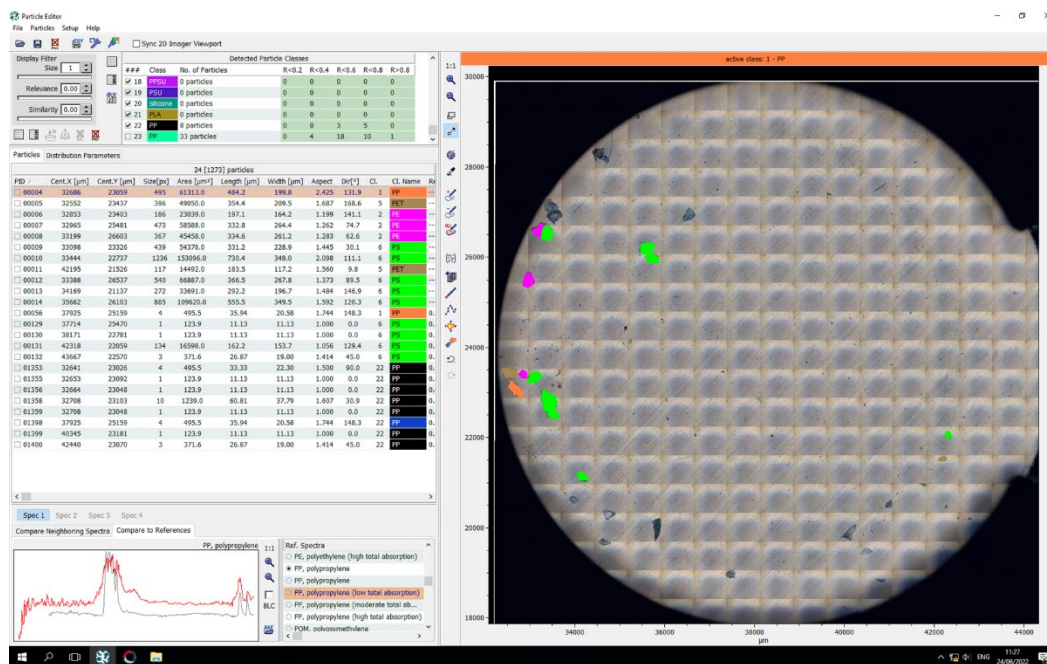 Particle Editor
File Particles Setup Help
Sync 2D Imager Viewport
Display Filter
Size 1
Relevance 0.00
Similarity 0.00
Detected Particle Classes
### Class No. of Particles R<0.2 R<0.4 R<0.6 R<0.8 R>0.8
18 PPSU 0 particles 0 0 0 0 0
19 PSU 0 particles 0 0 0 0 0
20 silicone 0 particles 0 0 0 0 0
21 PLA 0 particles 0 0 0 0 0
22 PP 8 particles 0 0 3 5 0
23 PP 33 particles 0 4 18 10 1
Particles Distribution Parameters
24 [1273] particles
PID Cent.X [µm] Cent.Y [µm] Size[px] Area [µm²] Length [µm] Width [µm] Aspect Dir[°] Cl. Cl. Name
00004 32686 23059 495 61313.0 484.2 199.8 2.425 131.9 1 PP
00005 32552 23437 396 49050.0 354.4 209.5 1.687 168.6 5 PET
00006 32853 23403 186 23039.0 197.1 164.2 1.199 141.1 2 PE
00007 32965 25481 473 58588.0 332.8 264.4 1.262 74.7 2 PE
00008 33199 26603 367 45458.0 334.6 261.2 1.283 62.6 2 PE
00009 33098 22326 439 54376.0 331.2 228.9 1.445 30.1 6 PS
00010 33444 22737 1236 153096.0 730.4 349.0 2.098 111.1 6 PS
00011 42195 21526 117 14492.0 183.5 117.2 1.560 9.8 5 PET
00012 33388 26537 540 66887.0 366.5 267.8 1.373 89.5 6 PS
00013 34169 21137 272 33691.0 292.2 196.7 1.484 146.9 6 PS
00014 35662 26103 885 109620.0 555.5 349.5 1.592 120.3 6 PS
00056 37925 25159 4 495.5 35.94 20.58 1.744 148.3 1 PP 0.
00129 37714 25470 1 123.9 11.13 11.13 1.000 0.0 6 PS 0.
00130 38171 22781 1 123.9 11.13 11.13 1.000 0.0 6 PS 0.
00131 42318 22059 134 16598.0 162.2 153.7 1.056 129.4 6 PS 0.
00132 43667 22570 3 371.6 26.87 19.00 1.414 45.0 6 PS 0.
01353 32641 23026 4 495.5 33.33 22.30 1.500 90.0 22 PP 0.
01355 32653 23092 1 123.9 11.13 11.13 1.000 0.0 22 PP 0.
01356 32664 23048 1 123.9 11.13 11.13 1.000 0.0 22 PP 0.
01358 32708 23103 10 1239.0 60.81 37.79 1.607 30.9 22 PP 0.
01359 32708 23048 1 123.9 11.13 11.13 1.000 0.0 22 PP 0.
01398 37925 25159 4 495.5 35.94 20.58 1.744 148.3 22 PP 0.
01399 40345 23181 1 123.9 11.13 11.13 1.000 0.0 22 PP 0.
01400 42440 23070 3 371.6 26.87 19.00 1.414 45.0 22 PP 0.
Spec 1 Spec 2 Spec 3 Spec 4
Compare Neighboring Spectra Compare to References
PP, polypropylene
1:1
BLC
Ref. Spectra
PE, polyethylene (high total absorption)
PP, polypropylene
PP, polypropylene
PP, polypropylene (low total absorption)
PP, polypropylene (moderate total ab...
PP, polypropylene (high total absorption)
POM, polyoxymethylene
1:1
active class: 1 - PP
30000
28000
26000
24000
22000
20000
18000
34000 36000 38000 40000 42000 44000
µm
ENG
11:27
24/06/2022